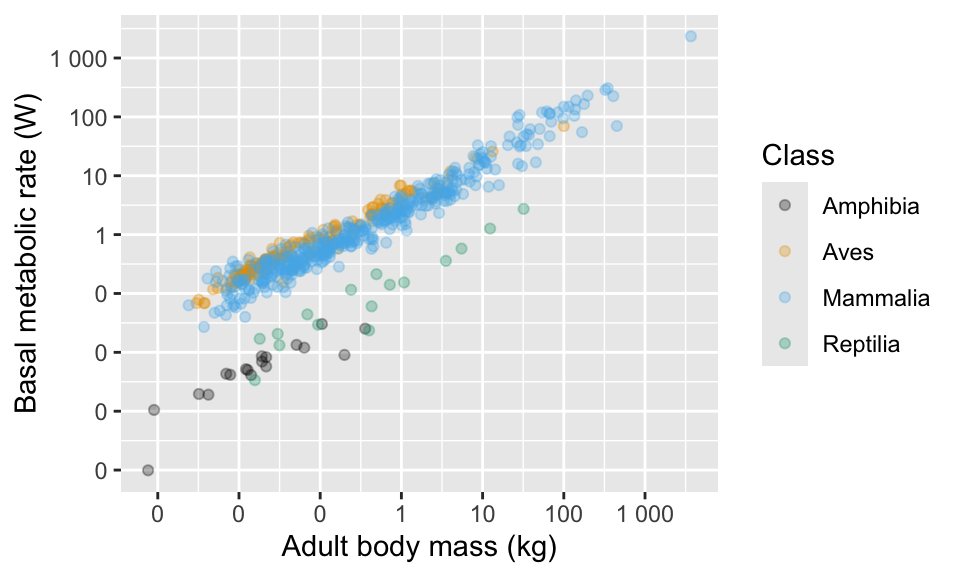 1 000
100
10
1
0
0
0
0
Basal metabolic rate (W)
0 0 0 1 10 100 1 000
Adult body mass (kg)
Class
Amphibia
Aves
Mammalia
Reptilia